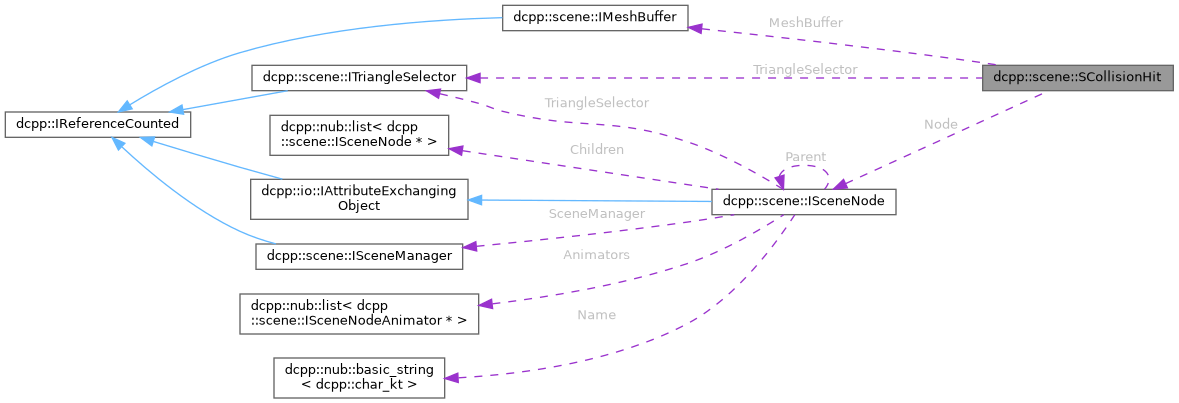 dcpp::scene::IMeshBuffer
MeshBuffer
dcpp::scene::ITriangleSelector
TriangleSelector
dcpp::scene::SCollisionHit
TriangleSelector
dcpp::IReferenceCounted
dcpp::nub::list< dcpp
::scene::ISceneNode * >
Children
Node
Parent
dcpp::io::IAttributeExchanging
Object
dcpp::scene::ISceneNode
SceneManager
dcpp::scene::ISceneManager
Animators
dcpp::nub::list< dcpp
::scene::ISceneNodeAnimator * >
Name
dcpp::nub::basic_string
< dcpp::char_kt >